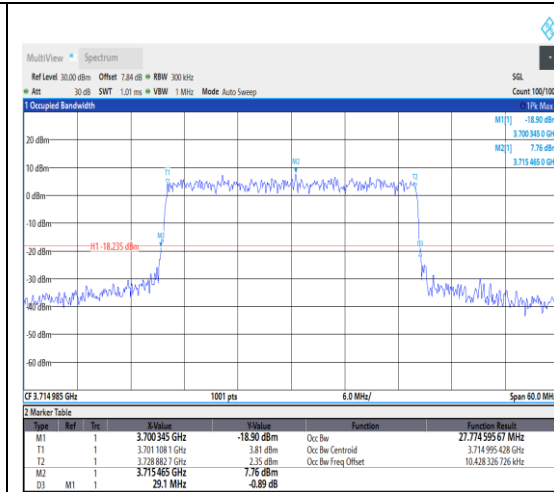 MultiView Spectrum
Ref Level 30.00 dBm Offset 7.84 dB RBW 300 kHz SGL
Att 30 dB SWT 1.01 ms VBW 1 MHz Mode Auto Sweep Count 100/100
1 Occupied Bandwidth 1Pk Max
M1[1] -18.90 dBm
3.700 345 0 GHz
M2[1] 7.76 dBm
3.715 465 0 GHz
20 dBm
10 dBm
T1 M2 T2
0 dBm
-10 dBm
M1
H1 -18.235 dBm
-20 dBm
-30 dBm
-40 dBm
-60 dBm
CF 3.714 985 GHz 1001 pts 6.0 MHz/ Span 60.0 MHz
2 Marker Table
Type Ref Trc X-Value Y-Value Function Function Result
M1 1 3.700 345 GHz -18.90 dBm Occ Bw 27.774 595 67 MHz
T1 1 3.701 108 1 GHz 3.81 dBm Occ Bw Centroid 3.714 995 428 GHz
T2 1 3.728 882 7 GHz 2.35 dBm Occ Bw Freq Offset 10.428 326 726 kHz
M2 1 3.715 465 GHz 7.76 dBm
D3 M1 1 29.1 MHz -0.89 dB